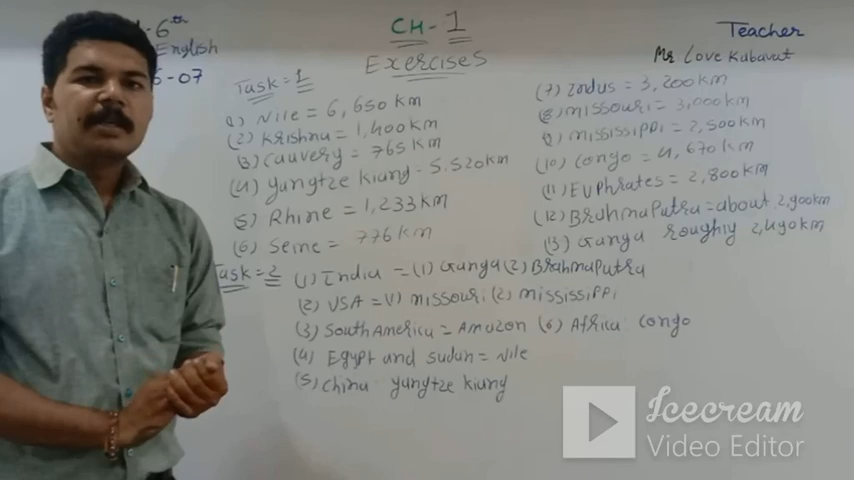 6th
English
-07
CH-1
Exercises
Teacher
Mr Love Kubavat
Task=1
(1) Nile = 6,650 km
(2) Krishna = 1,400 km
(3) Cauvery = 765 km
(4) Yangtze kiang - 5,520 km
(5) Rhine = 1,233 km
(6) Seine = 776 km
(7) Indus = 3,200 km
(8) Missouri = 3,000 km
(9) Mississippi = 2,500 km
(10) Congo = 4,670 km
(11) Euphrates = 2,800 km
(12) BrahmaPutra = about 2,900 km
(13) Ganga roughly 2,490 km
Task=2
(1) India = (1) Ganga (2) BrahmaPutra
(2) USA = (1) Missouri (2) Mississippi
(3) South America = Amazon (6) Africa Congo
(4) Egypt and Sudan = Nile
(5) China - Yangtze kiang
Icecream
Video Editor